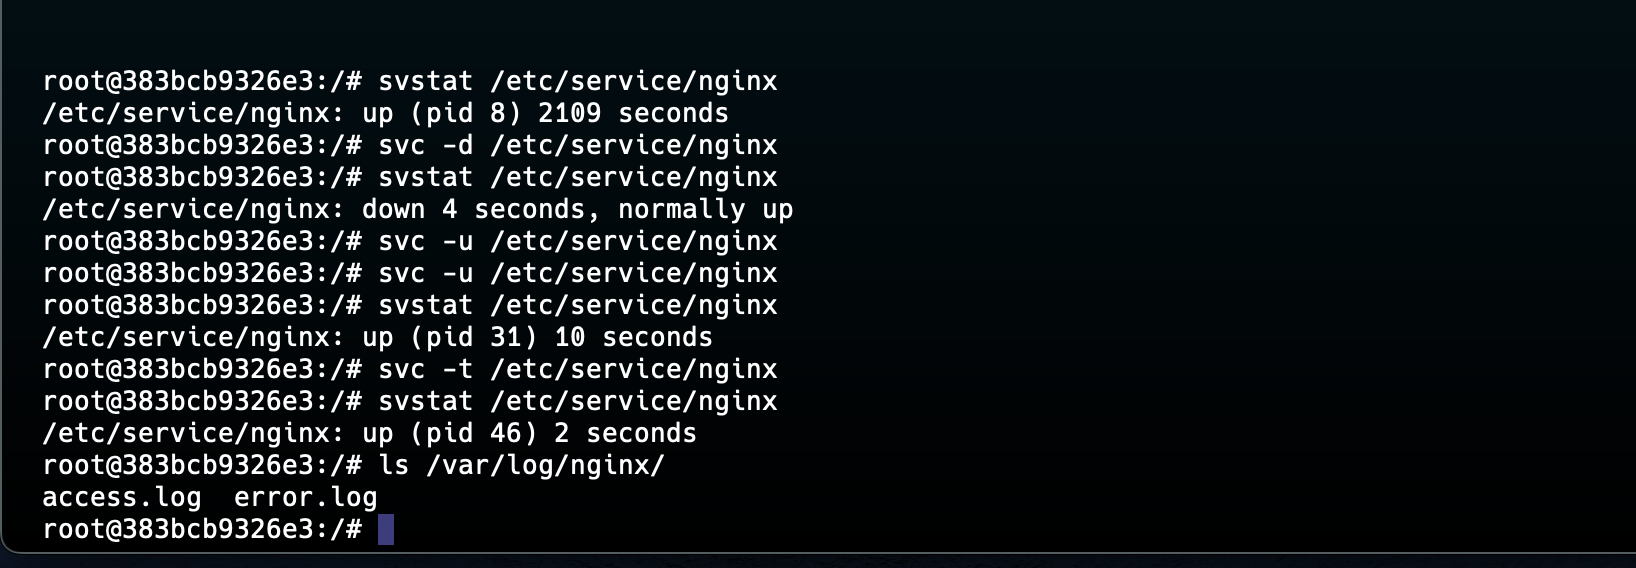 root@383bcb9326e3:/# svstat /etc/service/nginx
/etc/service/nginx: up (pid 8) 2109 seconds
root@383bcb9326e3:/# svc -d /etc/service/nginx
root@383bcb9326e3:/# svstat /etc/service/nginx
/etc/service/nginx: down 4 seconds, normally up
root@383bcb9326e3:/# svc -u /etc/service/nginx
root@383bcb9326e3:/# svc -u /etc/service/nginx
root@383bcb9326e3:/# svstat /etc/service/nginx
/etc/service/nginx: up (pid 31) 10 seconds
root@383bcb9326e3:/# svc -t /etc/service/nginx
root@383bcb9326e3:/# svstat /etc/service/nginx
/etc/service/nginx: up (pid 46) 2 seconds
root@383bcb9326e3:/# ls /var/log/nginx/
access.log  error.log
root@383bcb9326e3:/#